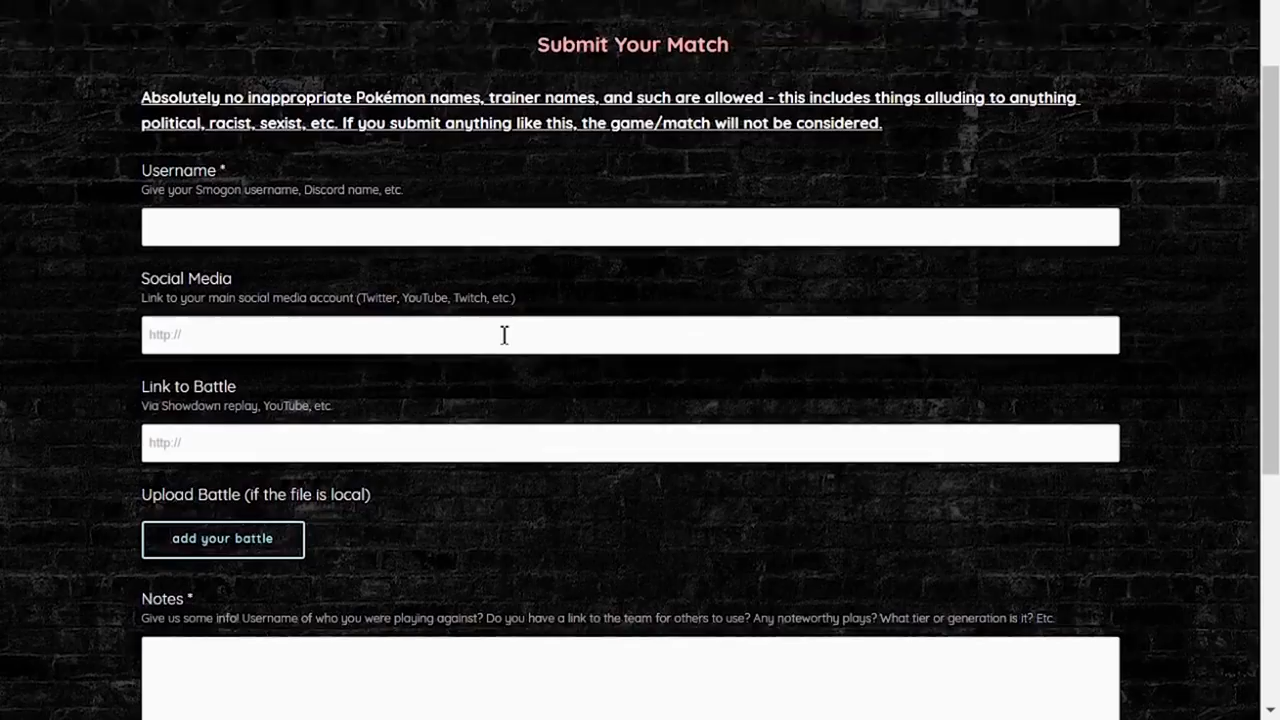 Submit Your Match
Absolutely no inappropriate Pokémon names, trainer names, and such are allowed - this includes things alluding to anything
political, racist, sexist, etc. If you submit anything like this, the game/match will not be considered.
Username *
Give your Smogon username, Discord name, etc.
Social Media
Link to your main social media account (Twitter, YouTube, Twitch, etc.)
http://
Link to Battle
Via Showdown replay, YouTube, etc.
http://
Upload Battle (if the file is local)
add your battle
Notes *
Give us some info! Username of who you were playing against? Do you have a link to the team for others to use? Any noteworthy plays? What tier or generation is it? Etc.